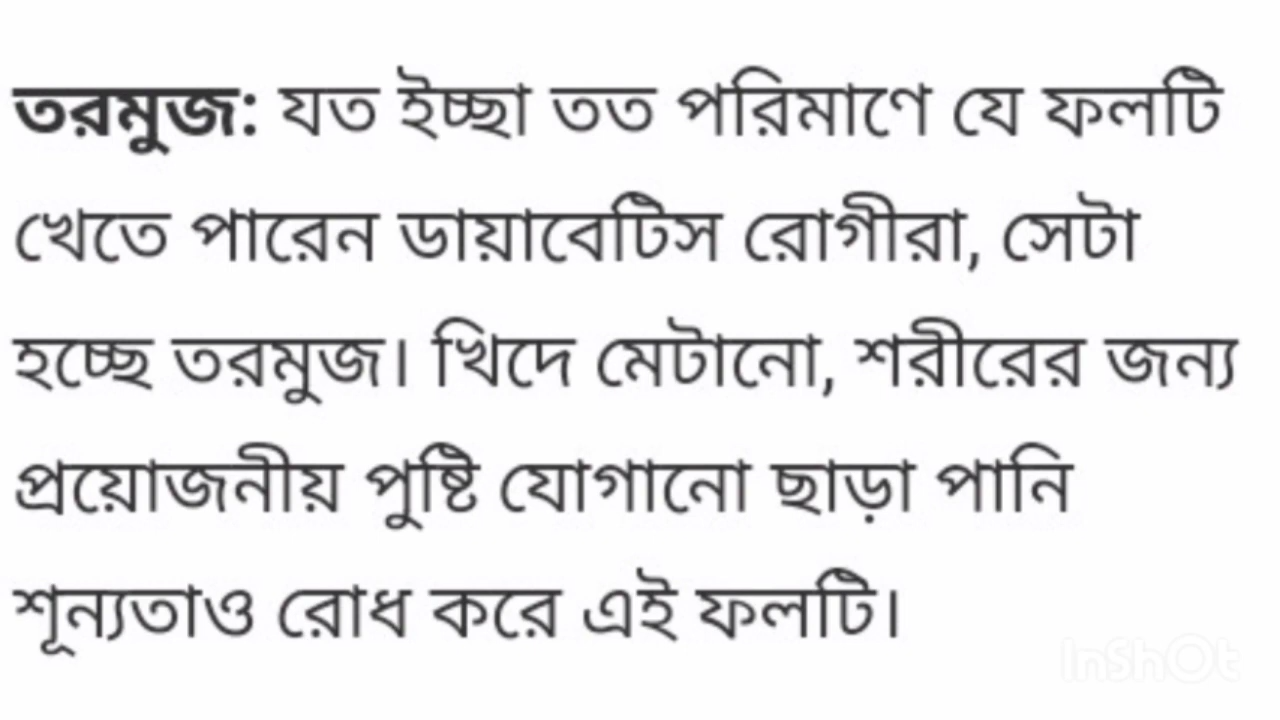 তরমুজ: যত ইচ্ছা তত পরিমাণে যে ফলটি
খেতে পারেন ডায়াবেটিস রোগীরা, সেটা
হচ্ছে তরমুজ। খিদে মেটানো, শরীরের জন্য
প্রয়োজনীয় পুষ্টি যোগানো ছাড়া পানি
শূন্যতাও রোধ করে এই ফলটি।
InShOt